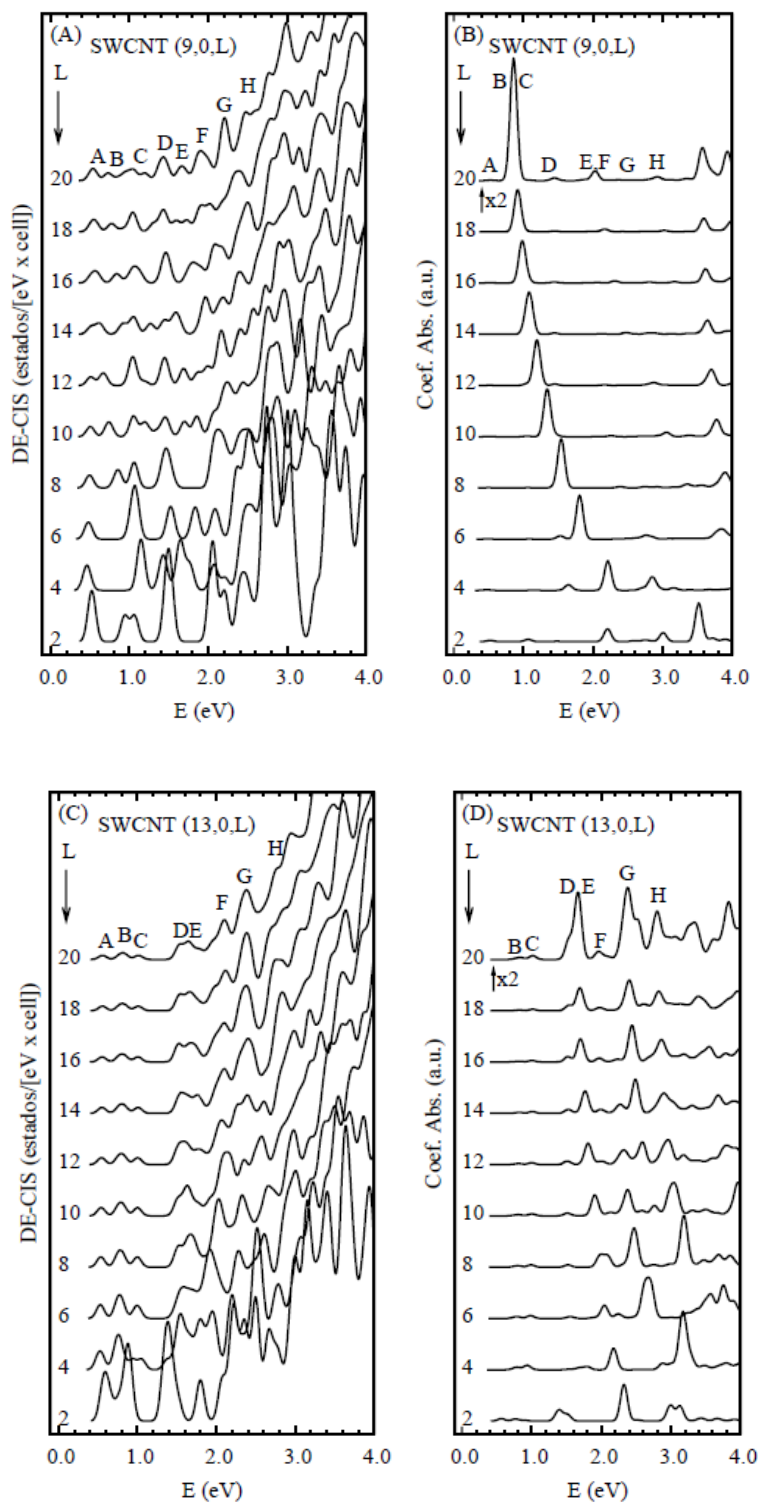 (A) SWCNT (9,0,L)
L
A B C D E F G H
20
18
16
14
12
10
8
6
4
2
DE-CIS (estados/[eV x cell])
0.0 1.0 2.0 3.0 4.0
E (eV)
(B) SWCNT (9,0,L)
L
B C
A D E F G H
20
x2
18
16
14
12
10
8
6
4
2
Coef. Abs. (a.u.)
0.0 1.0 2.0 3.0 4.0
E (eV)
(C) SWCNT (13,0,L)
L
A B C D E F G H
20
18
16
14
12
10
8
6
4
2
DE-CIS (estados/[eV x cell])
0.0 1.0 2.0 3.0 4.0
E (eV)
(D) SWCNT (13,0,L)
L
B C D E F G H
20
x2
18
16
14
12
10
8
6
4
2
Coef. Abs. (a.u.)
0.0 1.0 2.0 3.0 4.0
E (eV)